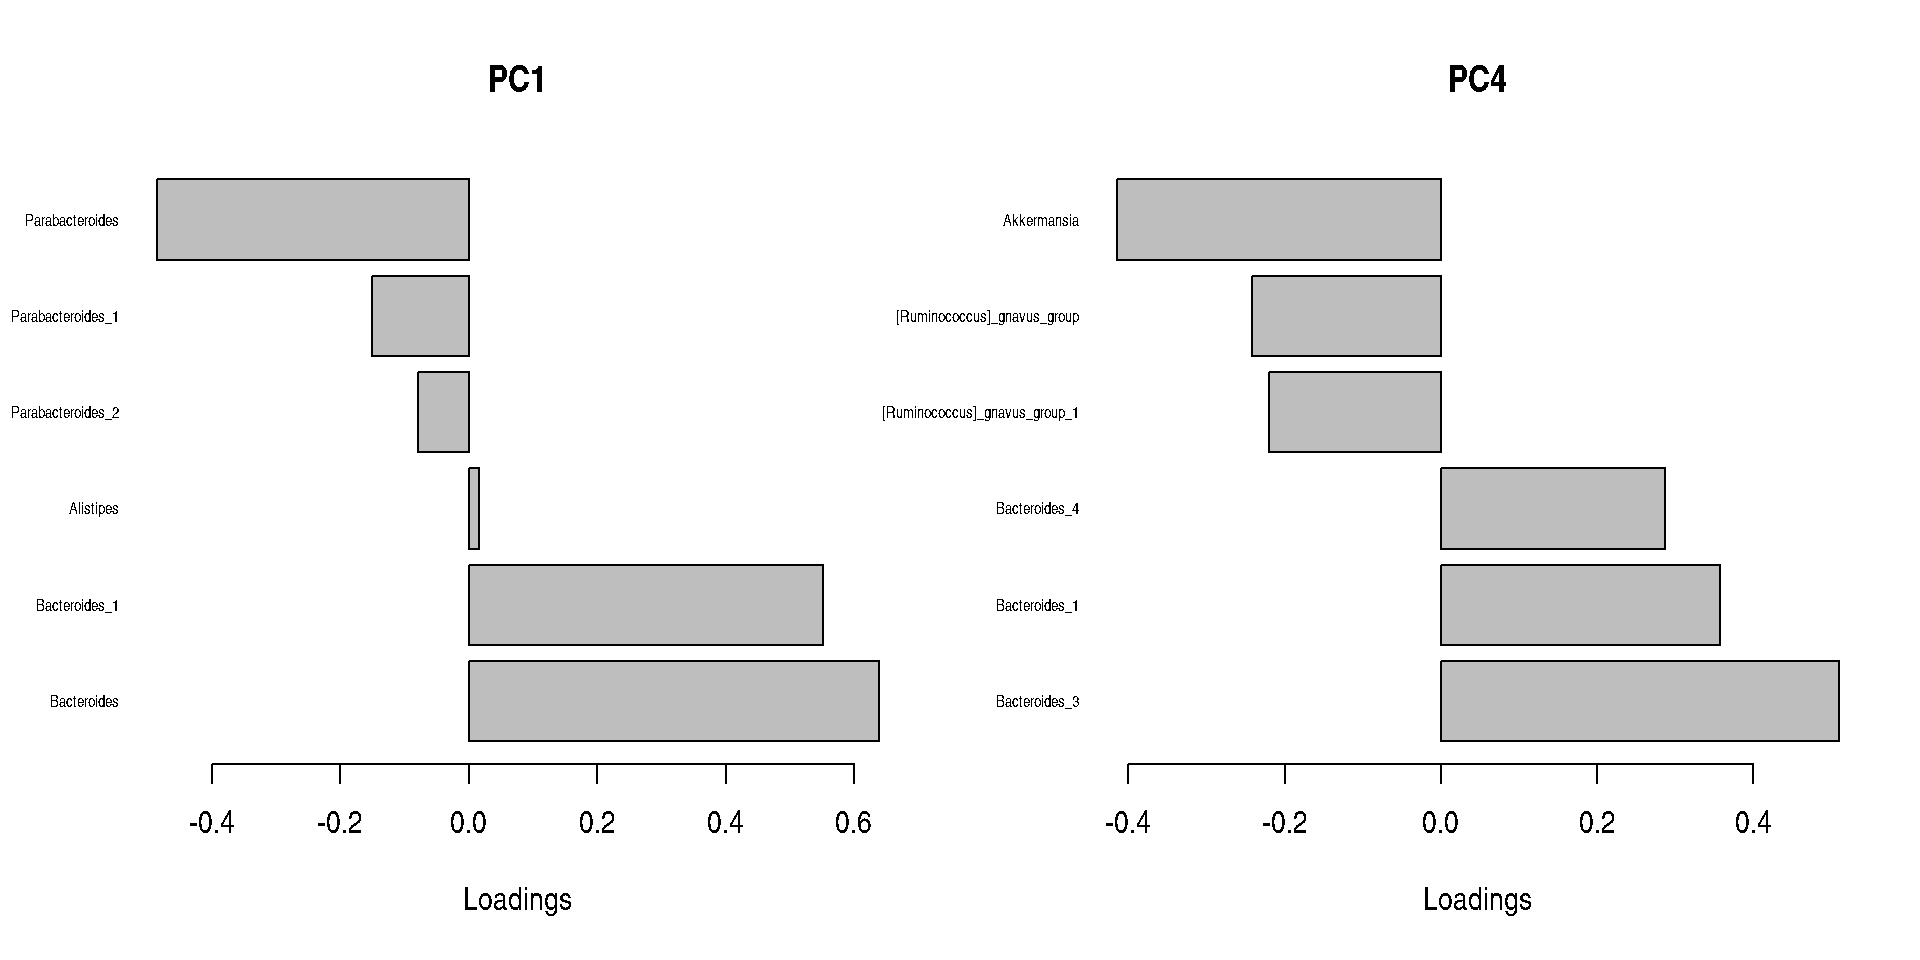 PC1
Parabacteroides
Parabacteroides_1
Parabacteroides_2
Alistipes
Bacteroides_1
Bacteroides
-0.4 -0.2 0.0 0.2 0.4 0.6
Loadings
PC4
Akkermansia
[Ruminococcus]_gnavus_group
[Ruminococcus]_gnavus_group_1
Bacteroides_4
Bacteroides_1
Bacteroides_3
-0.4 -0.2 0.0 0.2 0.4
Loadings